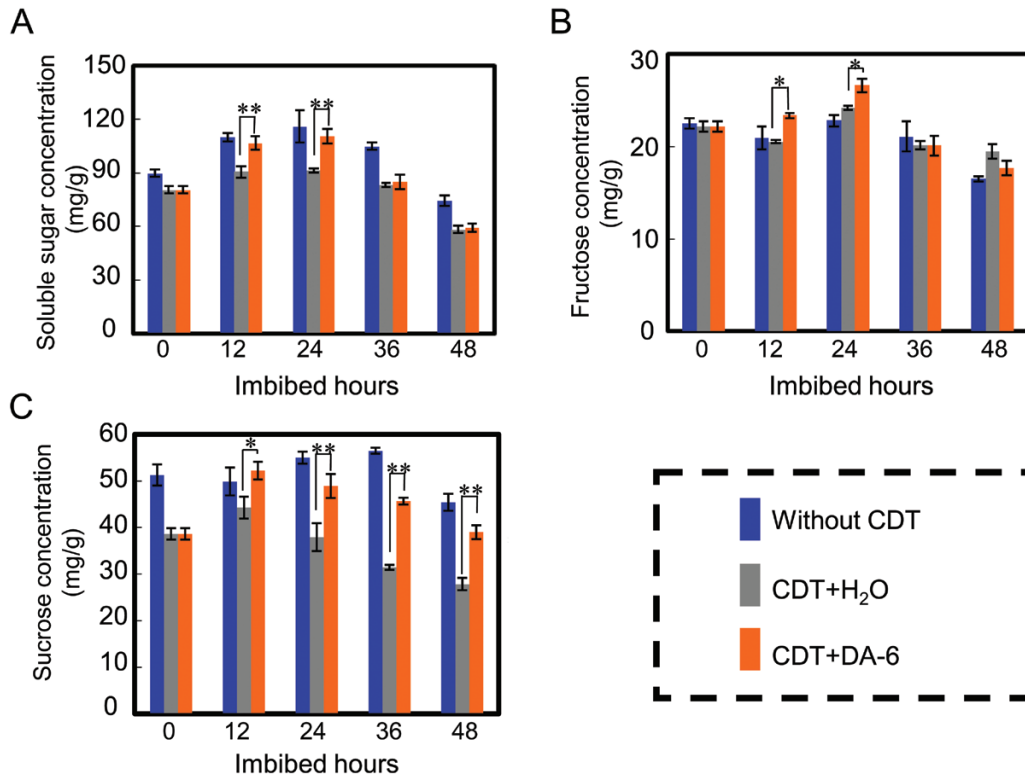 A
Soluble sugar concentration
(mg/g)
150
120
90
60
30
0
**
**
0 12 24 36 48
Imbibed hours
B
Fructose concentration
(mg/g)
30
20
10
0
*
*
0 12 24 36 48
Imbibed hours
C
Sucrose concentration
(mg/g)
60
50
40
30
20
10
0
*
**
**
**
0 12 24 36 48
Imbibed hours
Without CDT
CDT+H₂O
CDT+DA-6